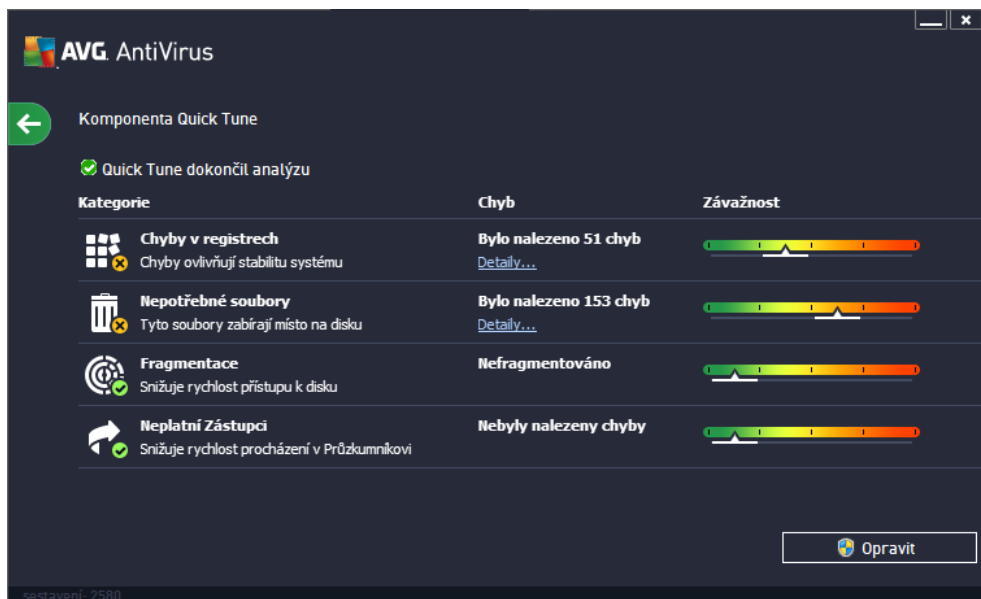 AVG. AntiVirus
Komponenta Quick Tune
Quick Tune dokončil analýzu
Kategorie Chyb Závažnost
Chyby v registrech Bylo nalezeno 51 chyb
Chyby ovlivňují stabilitu systému Detaily...
Nepotřebné soubory Bylo nalezeno 153 chyb
Tyto soubory zabírají místo na disku Detaily...
Fragmentace Nefragmentováno
Snižuje rychlost přístupu k disku
Neplatní Zástupci Nebyly nalezeny chyby
Snižuje rychlost procházení v Průzkumníkovi
Opravit
sestavení: 2580